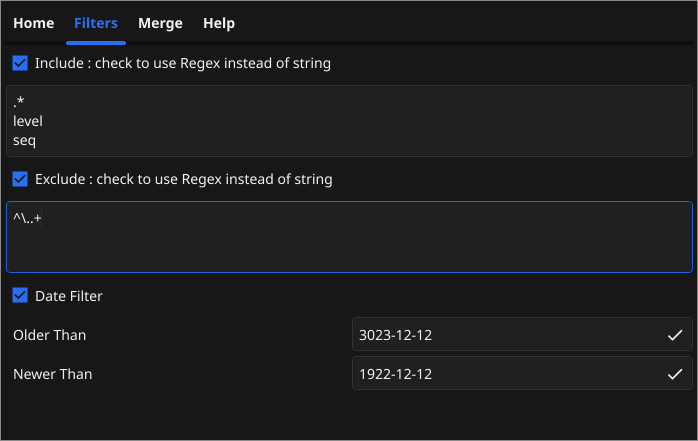 Home Filters Merge Help
Include : check to use Regex instead of string
.*
level
seq
Exclude : check to use Regex instead of string
^\..+
Date Filter
Older Than 3023-12-12
Newer Than 1922-12-12